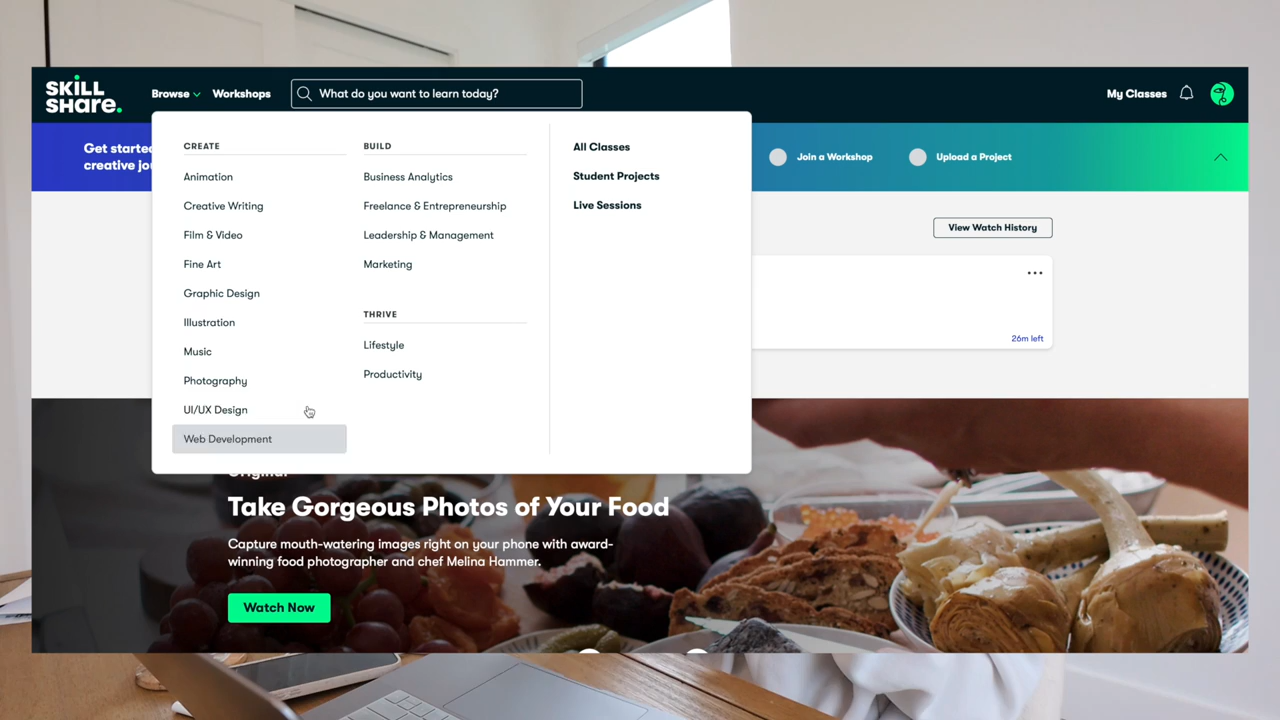 SKILL
SHARE.
Browse
Workshops
What do you want to learn today?
My Classes
Get starte
creative jou
Join a Workshop
Upload a Project
CREATE
Animation
Creative Writing
Film & Video
Fine Art
Graphic Design
Illustration
Music
Photography
UI/UX Design
Web Development
BUILD
Business Analytics
Freelance & Entrepreneurship
Leadership & Management
Marketing
THRIVE
Lifestyle
Productivity
All Classes
Student Projects
Live Sessions
View Watch History
26m left
Original
Take Gorgeous Photos of Your Food
Capture mouth-watering images right on your phone with award-
winning food photographer and chef Melina Hammer.
Watch Now